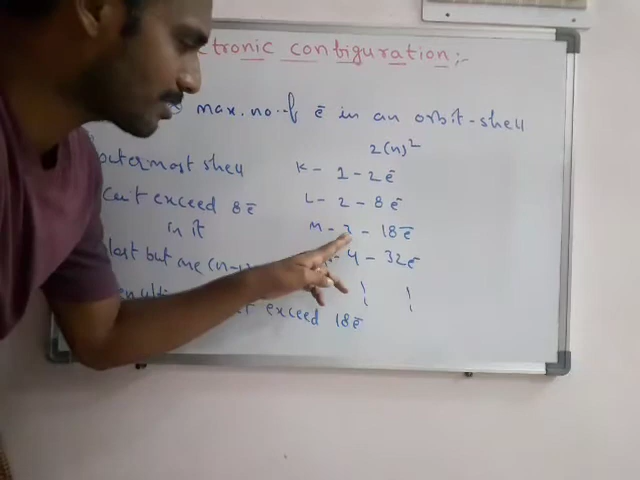 tronic configuration:-
max. no. of ē in an orbit-shell
2(n)²
outermost shell
can't exceed 8ē
in it
last but one (n-1)
exceed 18ē
K - 1 - 2ē
L - 2 - 8ē
M - 3 - 18ē
- 4 - 32ē